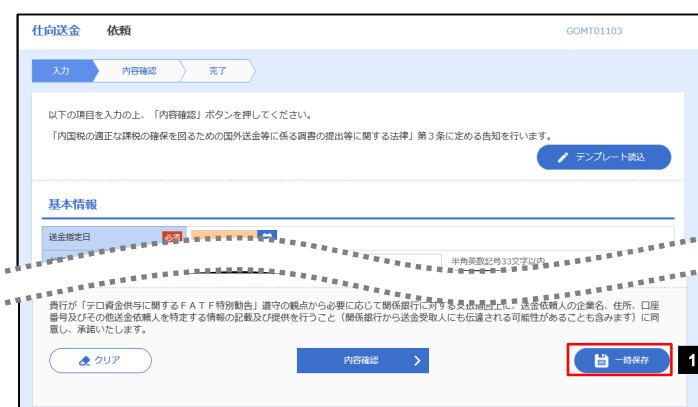 仕向送金 依頼 GOMT01103
入力 内容確認 完了
以下の項目を入力の上、「内容確認」ボタンを押してください。
「内国税の適正な課税の確保を図るための国外送金等に係る調書の提出等に関する法律」第3条に定める告知を行います。
テンプレート読込
基本情報
送金指定日 必須
半角英数記号33文字以内
貴行が「テロ資金供与に関するFATF特別勧告」遵守の観点から必要に応じて関係銀行に対する支払指図上に、送金依頼人の企業名、住所、口座
番号及びその他送金依頼人を特定する情報の記載及び提供を行うこと(関係銀行から送金受取人にも伝達される可能性があることも含みます)に同
意し、承諾いたします。
クリア 内容確認 一時保存 1